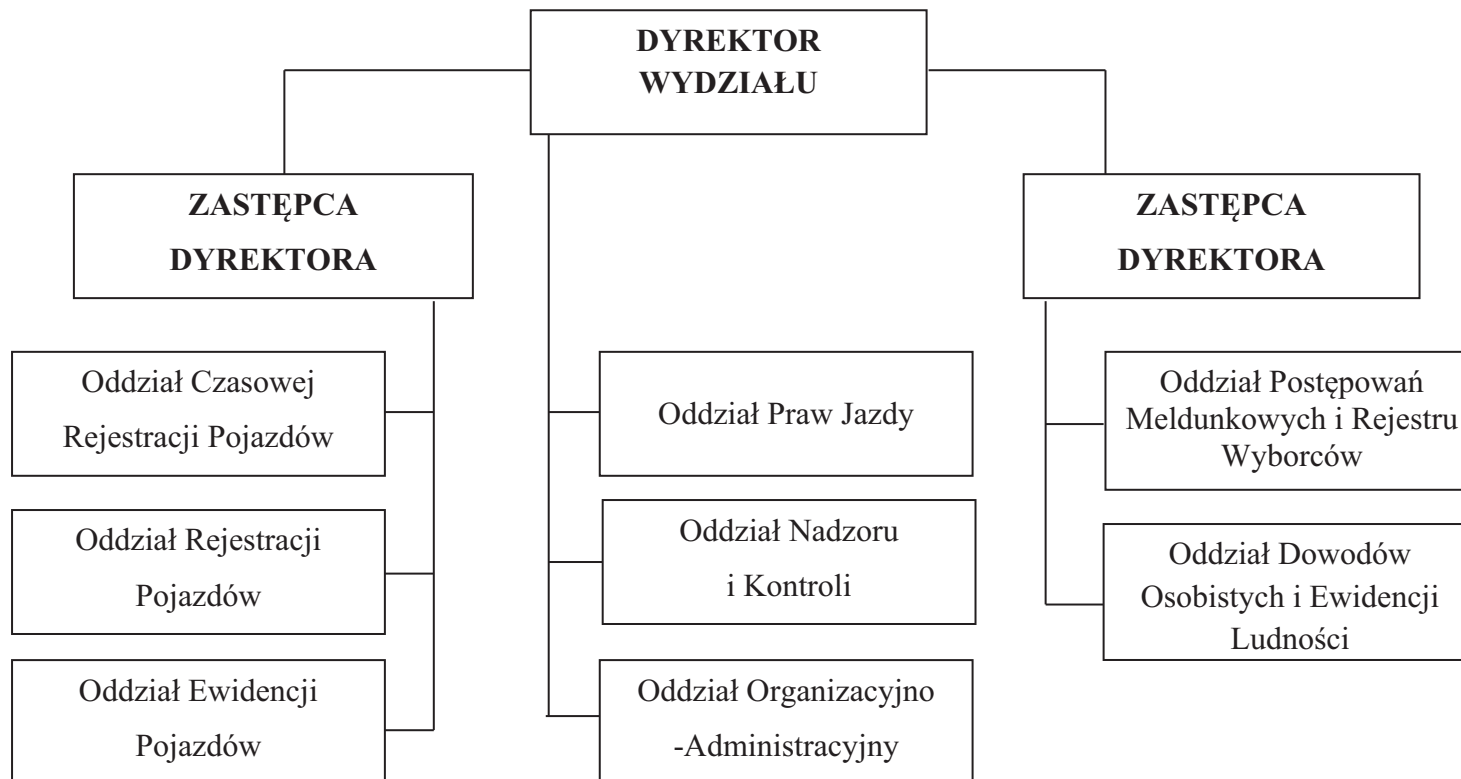 DYREKTOR
WYDZIAŁU
ZASTĘPCA
DYREKTORA
ZASTĘPCA
DYREKTORA
Oddział Czasowej
Rejestracji Pojazdów
Oddział Rejestracji
Pojazdów
Oddział Ewidencji
Pojazdów
Oddział Praw Jazdy
Oddział Nadzoru
i Kontroli
Oddział Organizacyjno
-Administracyjny
Oddział Postępowań
Meldunkowych i Rejestru
Wyborców
Oddział Dowodów
Osobistych i Ewidencji
Ludności